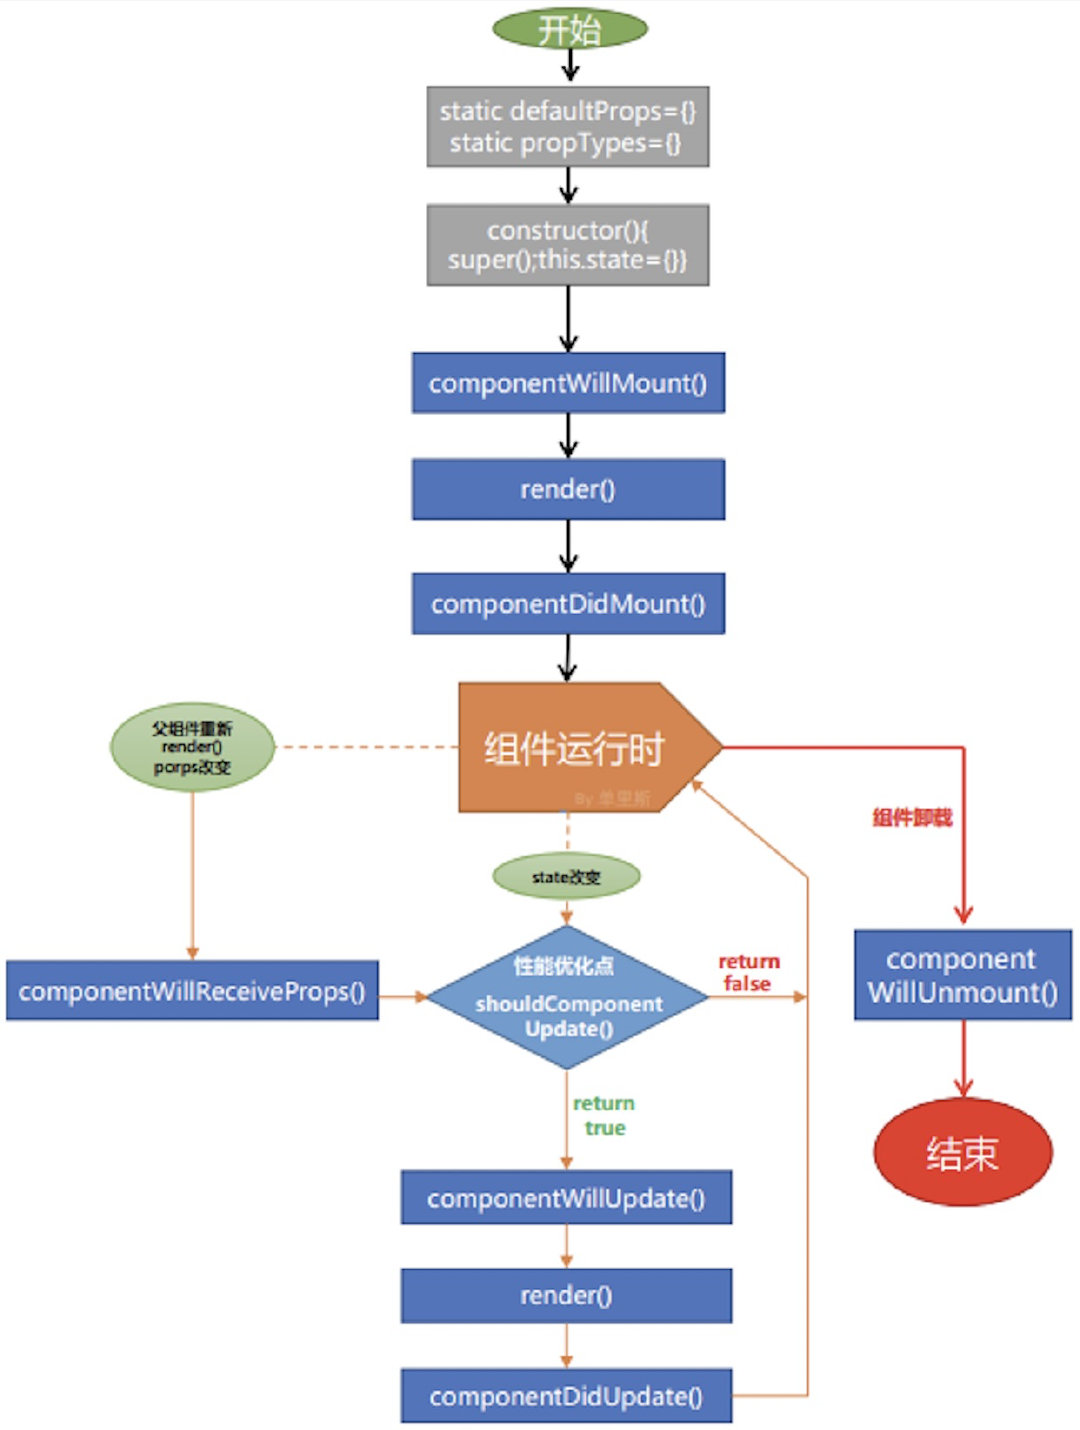 开始
static defaultProps={}
static propTypes={}
constructor(){
super();this.state={}}
componentWillMount()
render()
componentDidMount()
组件运行时
By 单里斯
父组件重新
render()
porps改变
组件卸载
state改变
componentWillReceiveProps()
性能优化点
shouldComponent
Update()
return
false
component
WillUnmount()
return
true
结束
componentWillUpdate()
render()
componentDidUpdate()